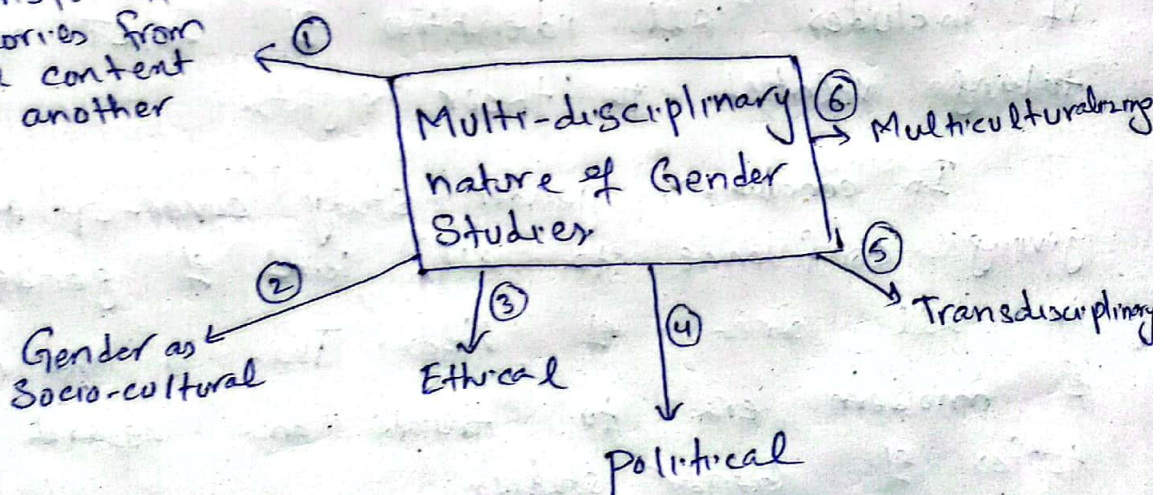 ories from
content
another
①
Multi-disciplinary
nature of Gender
Studies
⑥
Multiculturalizing
②
Gender as
Socio-cultural
③
Ethical
④
Political
⑤
Transdisciplinary